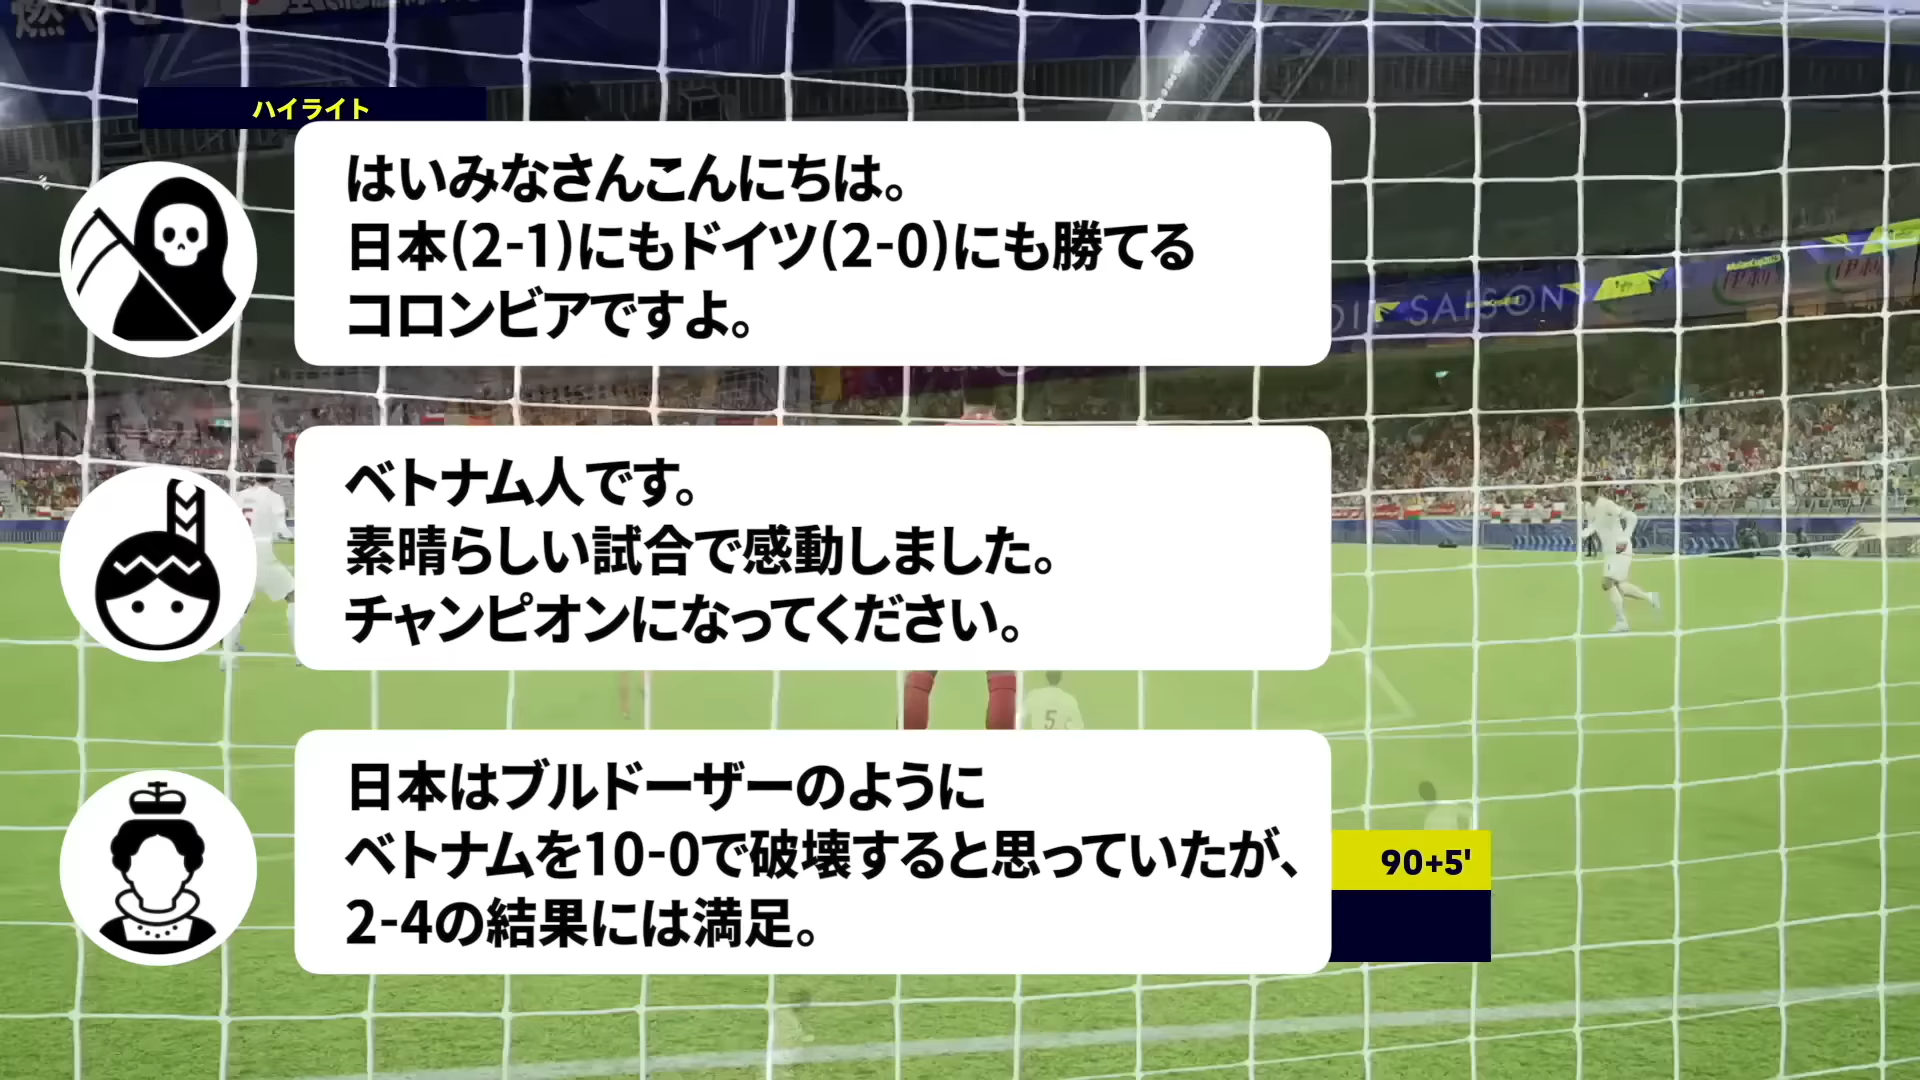 ハイライト
はいみなさんこんにちは。
日本(2-1)にもドイツ(2-0)にも勝てる
コロンビアですよ。
SAISON
ベトナム人です。
素晴らしい試合で感動しました。
チャンピオンになってください。
5
日本はブルドーザーのように
ベトナムを10-0で破壊すると思っていたが、
2-4の結果には満足。
90+5'